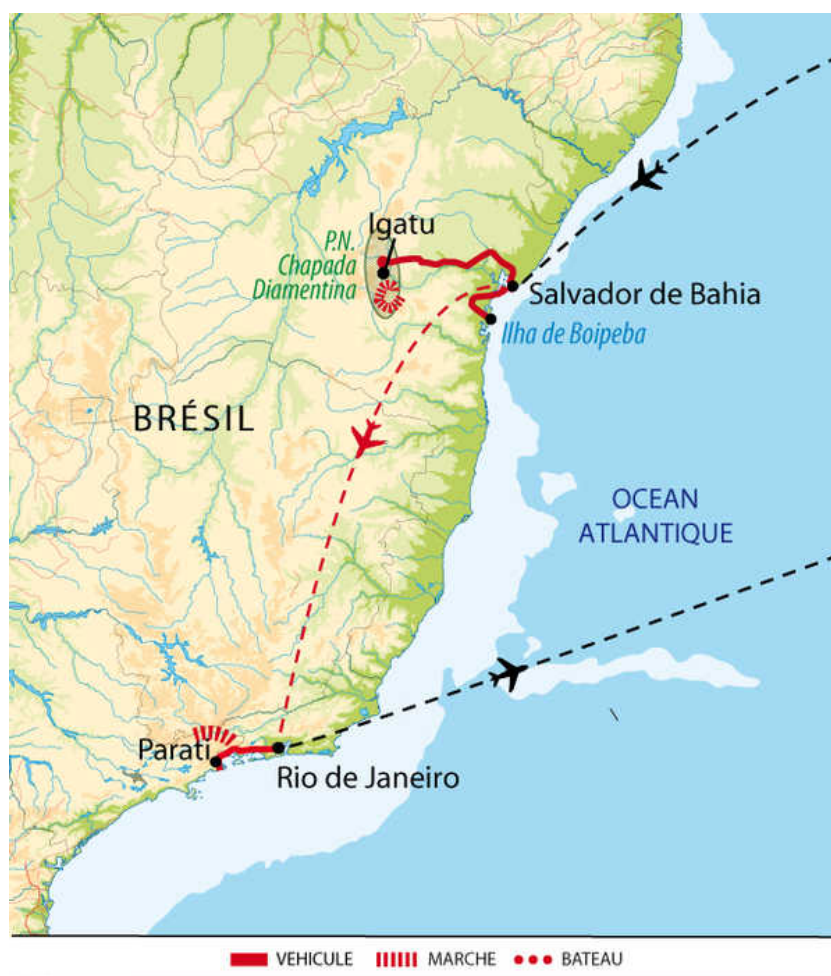 Igatu
P.N.
Chapada
Diamentina
Salvador de Bahia
Ilha de Boipeba
BRÉSIL
OCEAN
ATLANTIQUE
Parati
Rio de Janeiro
VEHICULE MARCHE BATEAU